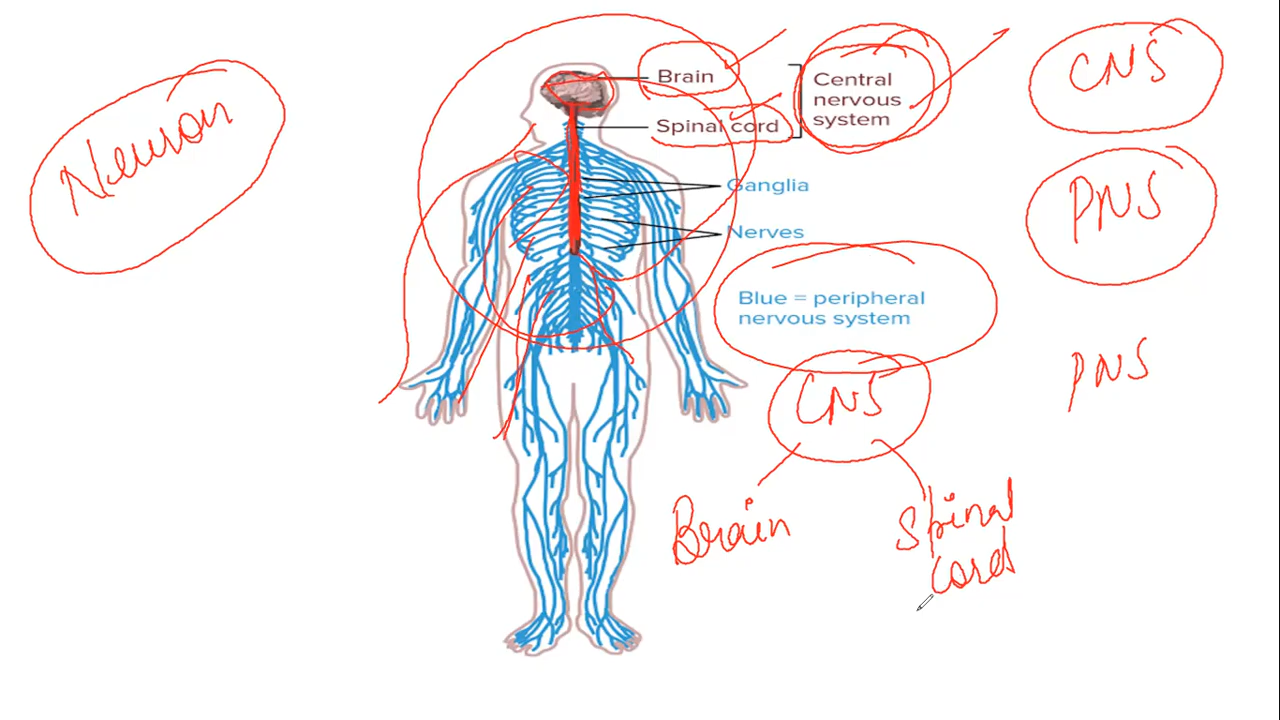 Neuron
Brain
Spinal cord
Central
nervous
system
Ganglia
Nerves
Blue = peripheral
nervous system
CNS
PNS
PNS
CNS
Brain
Spinal
cord